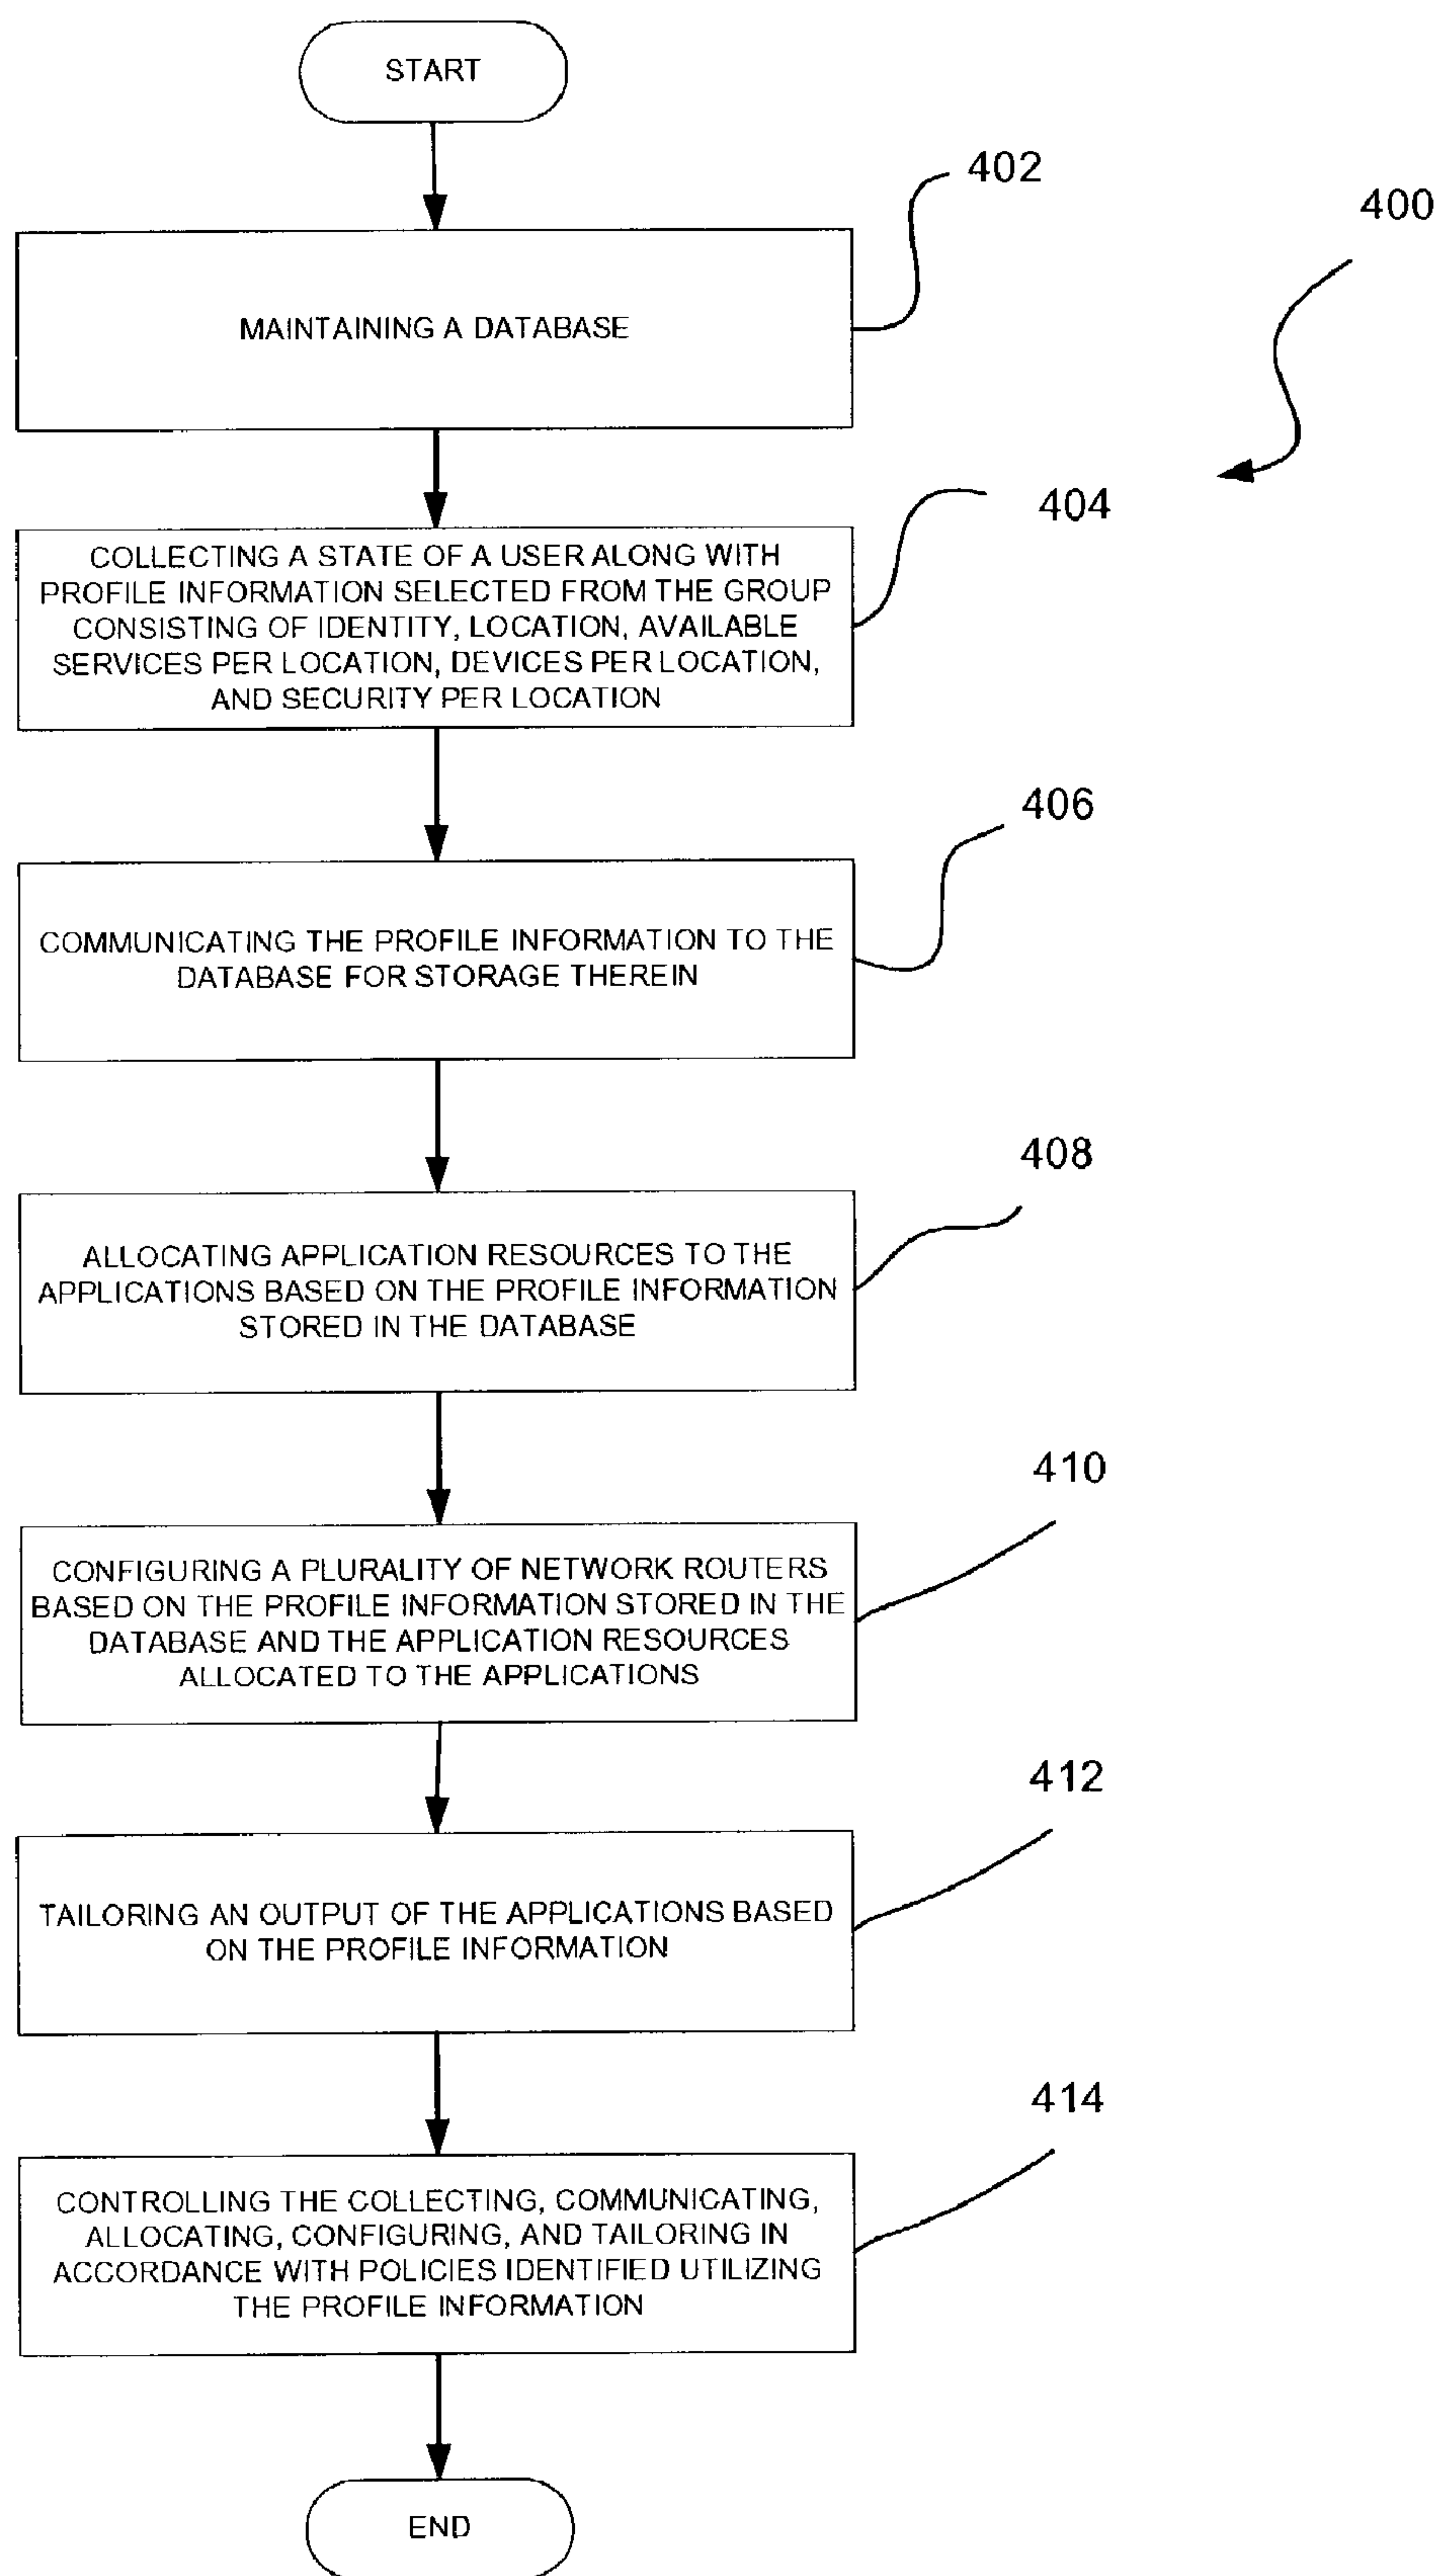 START
402
400
MAINTAINING A DATABASE
404
COLLECTING A STATE OF A USER ALONG WITH
PROFILE INFORMATION SELECTED FROM THE GROUP
CONSISTING OF IDENTITY, LOCATION, AVAILABLE
SERVICES PER LOCATION, DEVICES PER LOCATION,
AND SECURITY PER LOCATION
406
COMMUNICATING THE PROFILE INFORMATION TO THE
DATABASE FOR STORAGE THEREIN
408
ALLOCATING APPLICATION RESOURCES TO THE
APPLICATIONS BASED ON THE PROFILE INFORMATION
STORED IN THE DATABASE
410
CONFIGURING A PLURALITY OF NETWORK ROUTERS
BASED ON THE PROFILE INFORMATION STORED IN THE
DATABASE AND THE APPLICATION RESOURCES
ALLOCATED TO THE APPLICATIONS
412
TAILORING AN OUTPUT OF THE APPLICATIONS BASED
ON THE PROFILE INFORMATION
414
CONTROLLING THE COLLECTING, COMMUNICATING,
ALLOCATING, CONFIGURING, AND TAILORING IN
ACCORDANCE WITH POLICIES IDENTIFIED UTILIZING
THE PROFILE INFORMATION
END